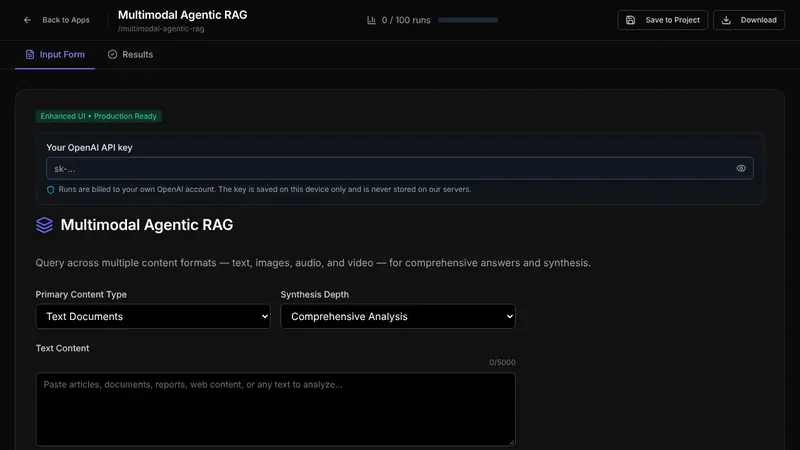 Back to Apps
Multimodal Agentic RAG
/multimodal-agentic-rag
0 / 100 runs
Save to Project
Download
Input Form
Results
Enhanced UI • Production Ready
Your OpenAI API key
sk-...
Runs are billed to your own OpenAI account. The key is saved on this device only and is never stored on our servers.
Multimodal Agentic RAG
Query across multiple content formats — text, images, audio, and video — for comprehensive answers and synthesis.
Primary Content Type
Synthesis Depth
Text Documents
Comprehensive Analysis
Text Content
0/5000
Paste articles, documents, reports, web content, or any text to analyze...